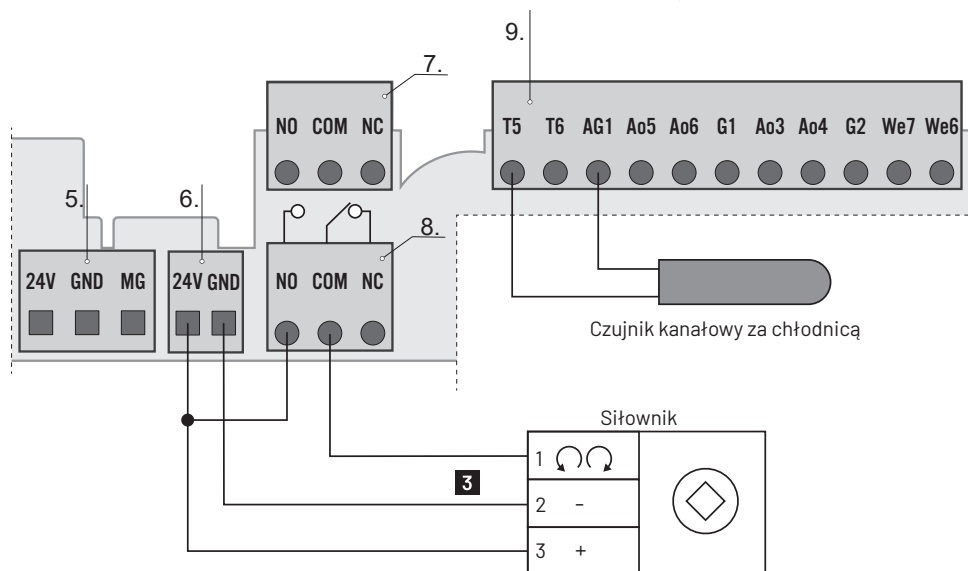 9.
7.
T5 T6 AG1 Ao5 Ao6 G1 Ao3 Ao4 G2 We7 We6
NO COM NC
5.
6.
8.
24V GND MG
24V GND
NO COM NC
Czujnik kanałowy za chłodnicą
Siłownik
1
3
2 -
3 +